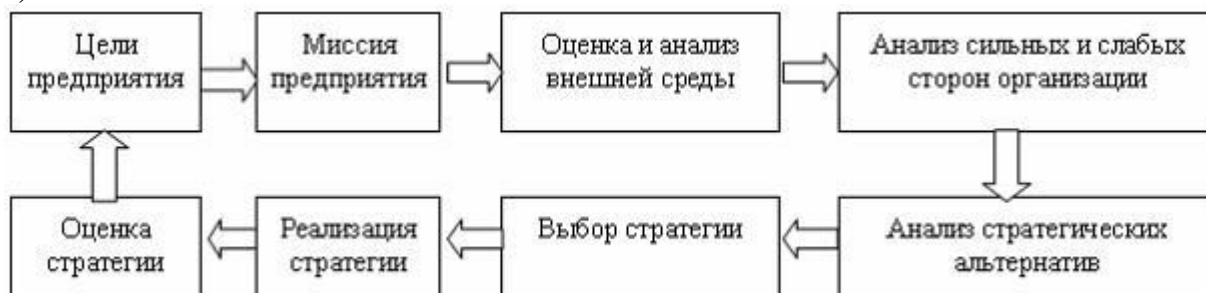 Цели
предприятия
Миссия
предприятия
Оценка и анализ
внешней среды
Анализ сильных и слабых
сторон организации
Оценка
стратегии
Реализация
стратегии
Выбор стратегии
Анализ стратегических
альтернатив